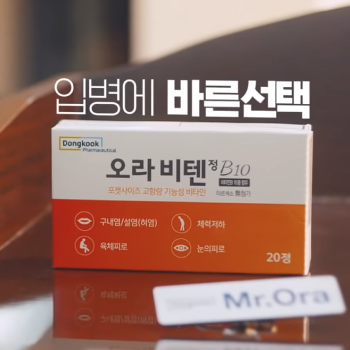 입병에 바른선택
Dongkook
Pharmaceutical
오라비텐정 B10
포켓사이즈 고함량 기능성 비타민
구내염/설염(혀염)
체력저하
육체피로
눈의피로
20정
Mr.Ora